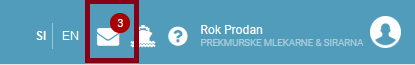 SI | EN 3 ? Rok Prodan
PREKMURSKE MLEKARNE & SIRARNA